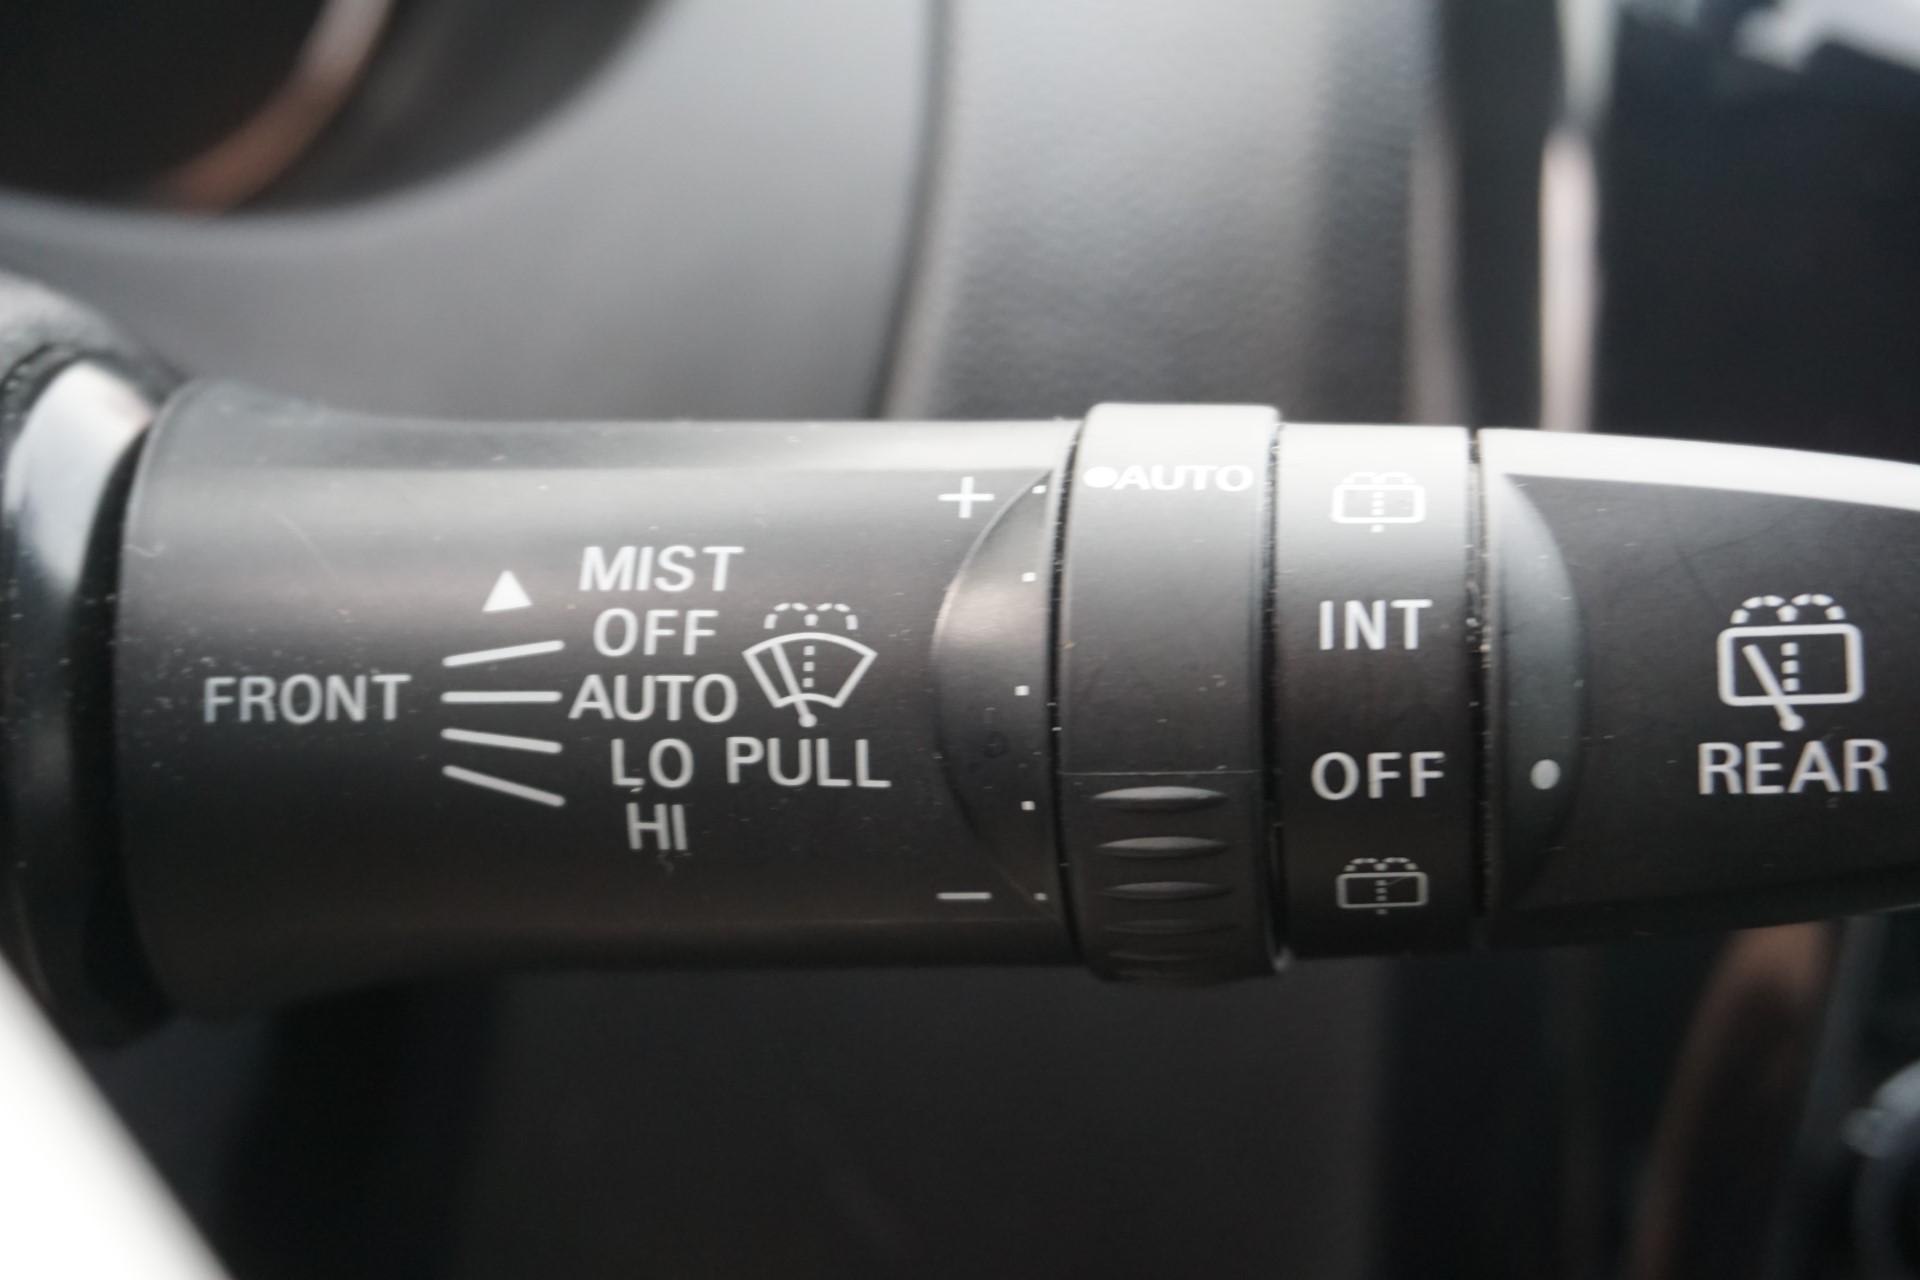 FRONT
MIST
OFF
AUTO
LO
HI
PULL
+
−
●AUTO
INT
OFF
REAR